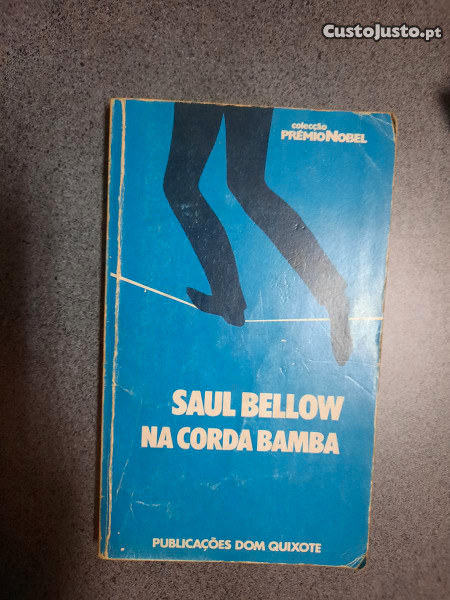 CustoJusto.pt
colecção
PRÉMIO NOBEL
SAUL BELLOW
NA CORDA BAMBA
PUBLICAÇÕES DOM QUIXOTE